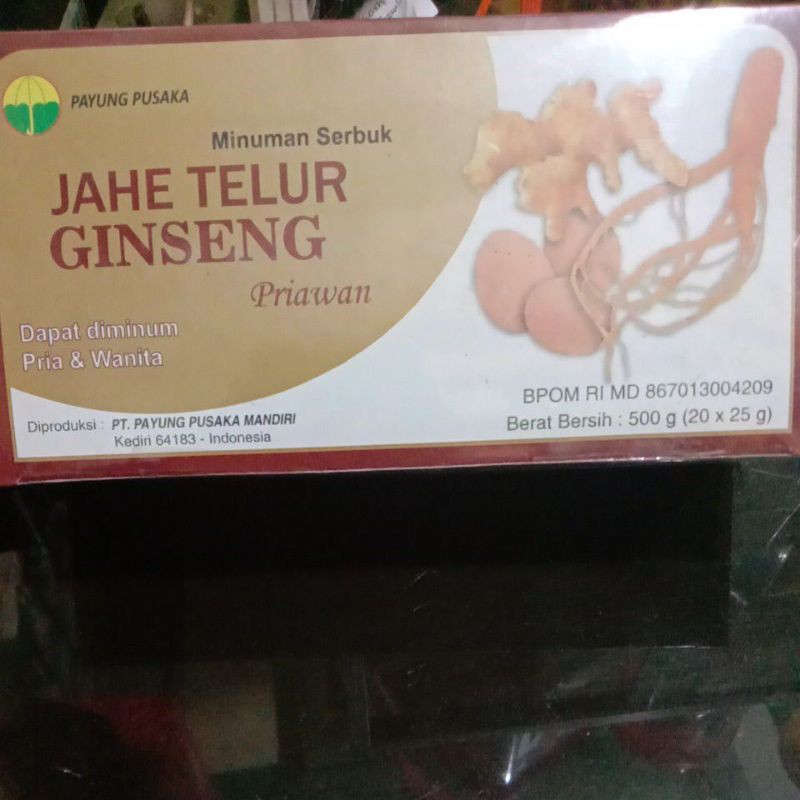 PAYUNG PUSAKA
Minuman Serbuk
JAHE TELUR
GINSENG
Priawan
Dapat diminum
Pria & Wanita
Diproduksi : PT. PAYUNG PUSAKA MANDIRI
Kediri 64183 - Indonesia
BPOM RI MD 867013004209
Berat Bersih : 500 g (20 x 25 g)